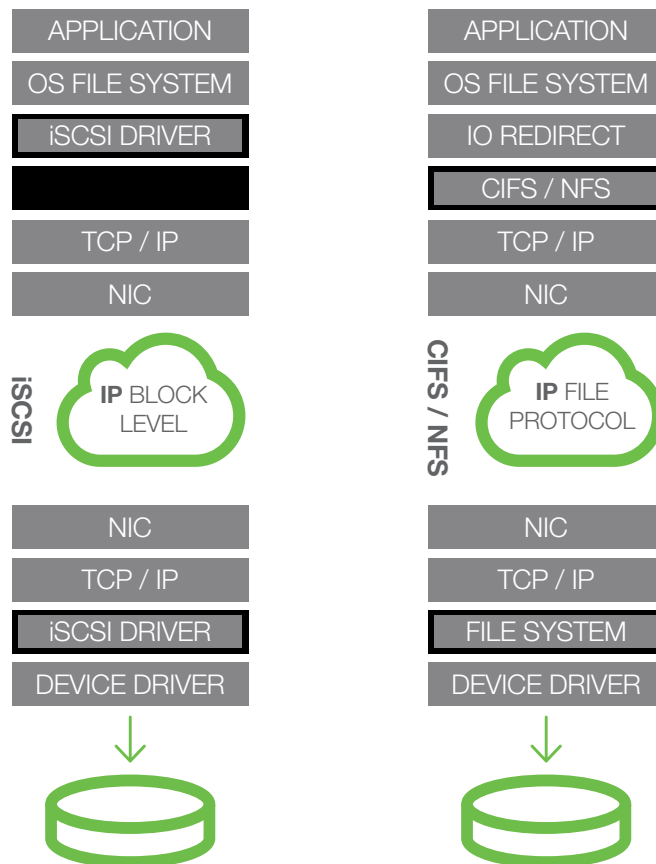 APPLICATION
OS FILE SYSTEM
iSCSI DRIVER
TCP / IP
NIC
iSCSI
IP BLOCK
LEVEL
NIC
TCP / IP
iSCSI DRIVER
DEVICE DRIVER
APPLICATION
OS FILE SYSTEM
IO REDIRECT
CIFS / NFS
TCP / IP
NIC
CIFS / NFS
IP FILE
PROTOCOL
NIC
TCP / IP
FILE SYSTEM
DEVICE DRIVER